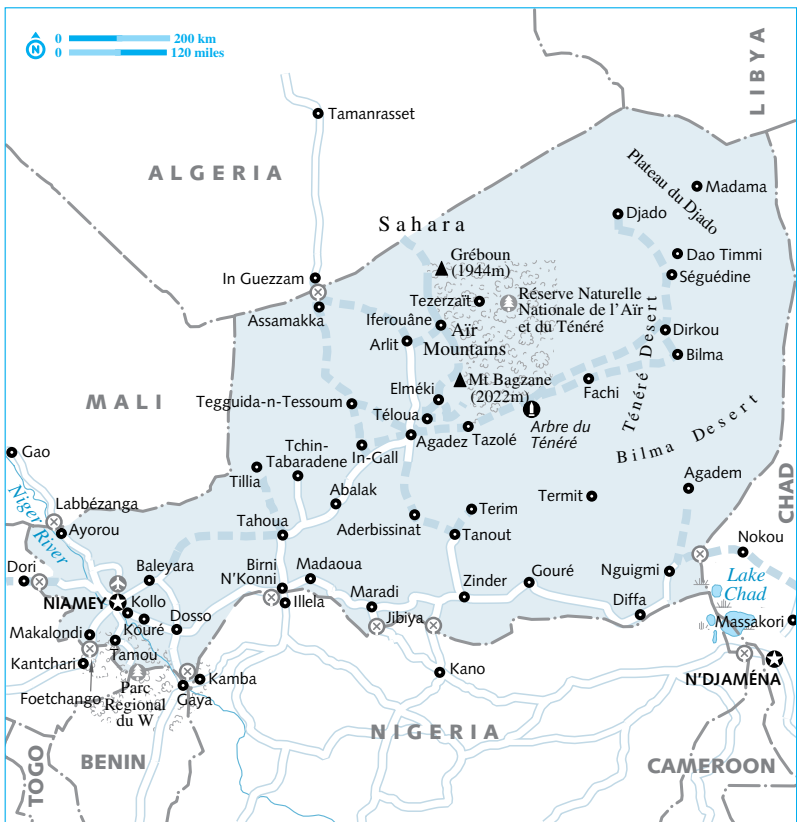 0 200 km
N
0 120 miles
LIBYA
Tamanrasset
ALGERIA
Plateau du Djado
Madama
Djado
Sahara
Gréboun
(1944m)
Dao Timmi
Séguédine
In Guezzam
Tezerzaït
Réserve Naturelle
Nationale de l'Aïr
et du Ténéré
Assamakka
Iferouâne
Aïr
Mountains
Arlit
Dirkou
Bilma
Ténéré Desert
Mt Bagzane
(2022m)
Fachi
Elméki
MALI
Tegguida-n-Tessoum
Téloua
Arbre du
Ténéré
Agadez
Tazolé
Bilma Desert
Gao
Tchin-
Tabaradene
In-Gall
Tillia
Agadem
CHAD
Niger River
Labbézanga
Abalak
Termit
Terim
Ayorou
Tahoua
Aderbissinat
Tanout
Nokou
Dori
Baleyara
Birni
N'Konni
Madaoua
Gouré
Nguigmi
Lake
Chad
NIAMEY
Kollo
Zinder
Illela
Maradi
Diffa
Dosso
Kouré
Jibiya
Massakori
Makalondi
Tamou
Kantchari
Kamba
Kano
N'DJAMÉNA
Foetchango
Parc
Regional
du W
Gaya
NIGERIA
BENIN
TOGO
CAMEROON